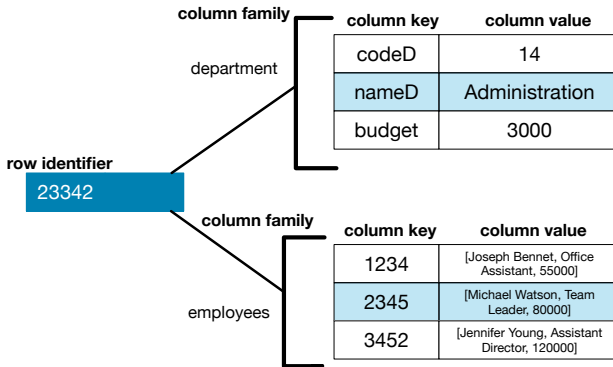 column family
column key column value
department
codeD 14
nameD Administration
budget 3000
row identifier
23342
column family
column key column value
employees
1234 [Joseph Bennet, Office
Assistant, 55000]
2345 [Michael Watson, Team
Leader, 80000]
3452 [Jennifer Young, Assistant
Director, 120000]